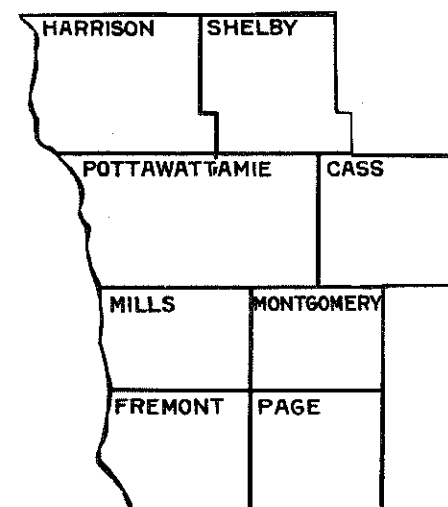 HARRISON SHELBY
POTTAWATTAMIE CASS
MILLS MONTGOMERY
FREMONT PAGE